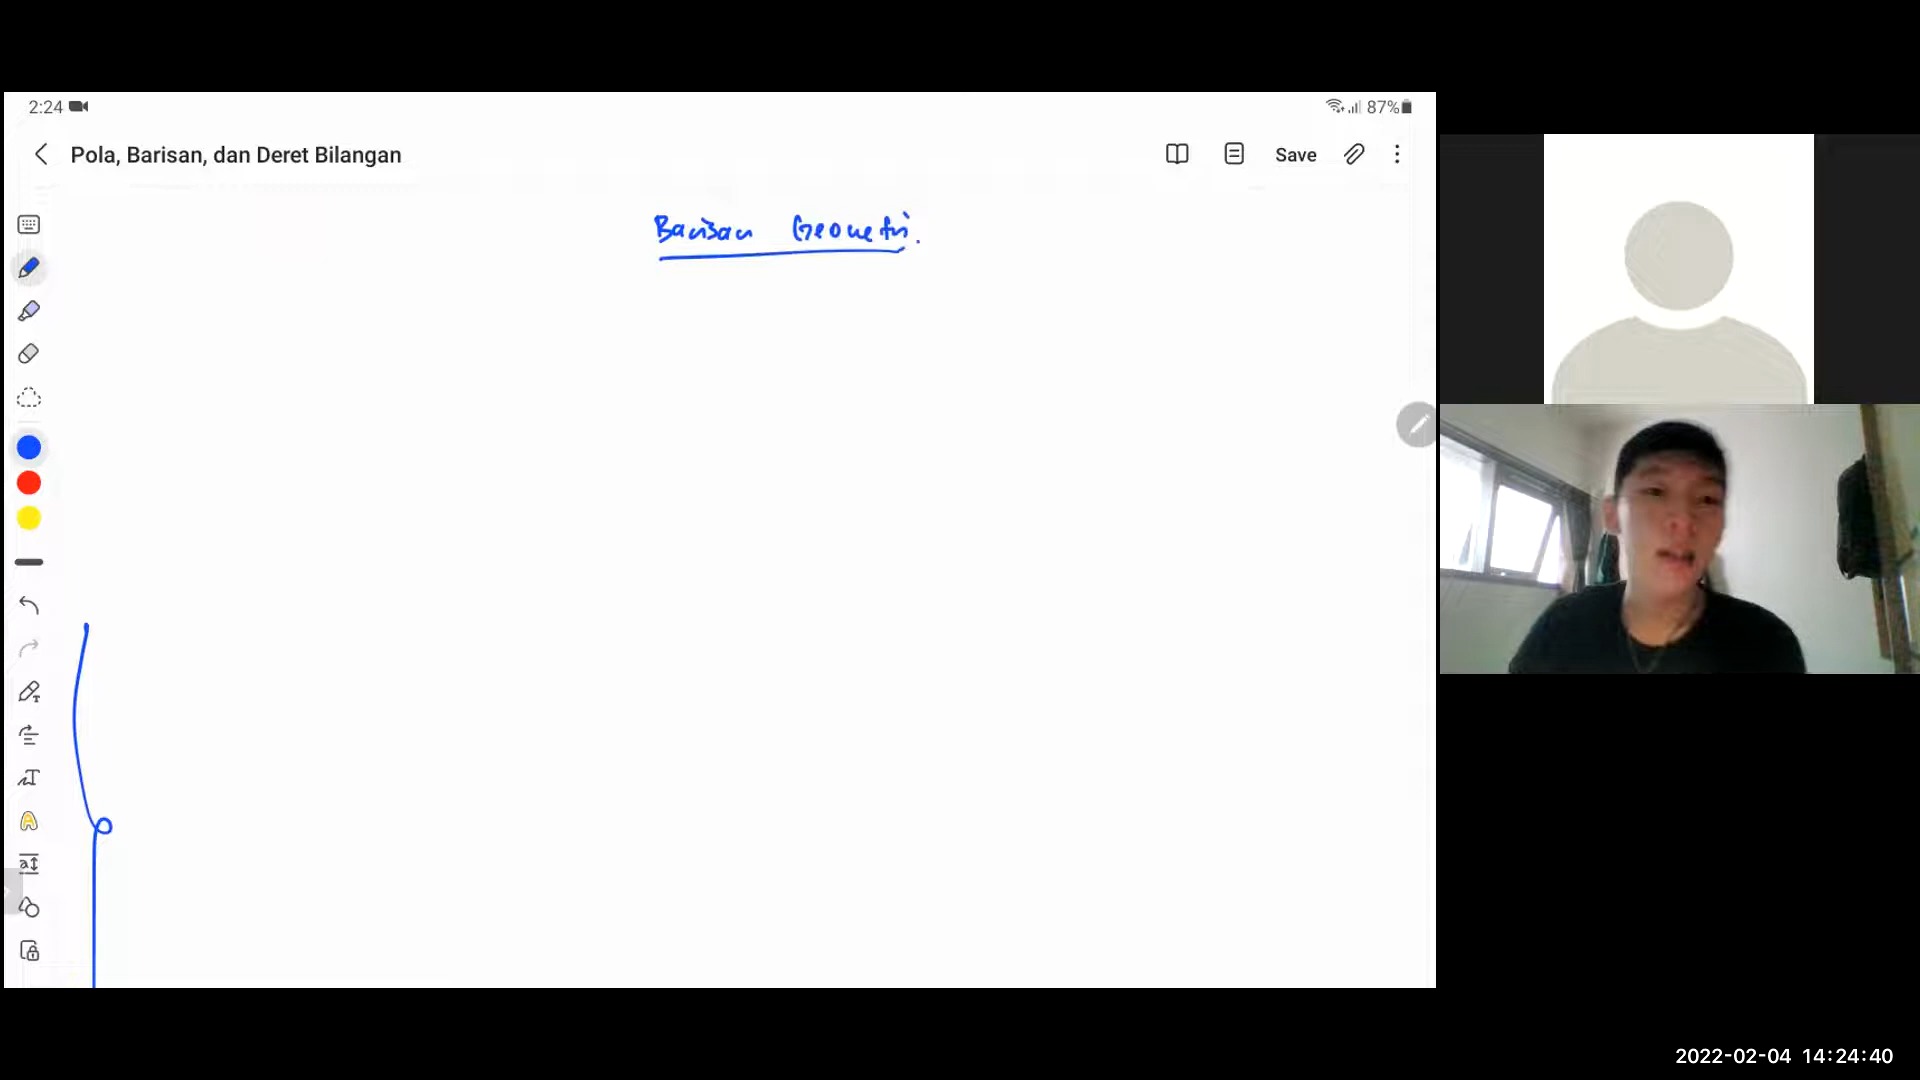 2:24 87%
Pola, Barisan, dan Deret Bilangan Save
Barisan Geometri.
2022-02-04 14:24:40